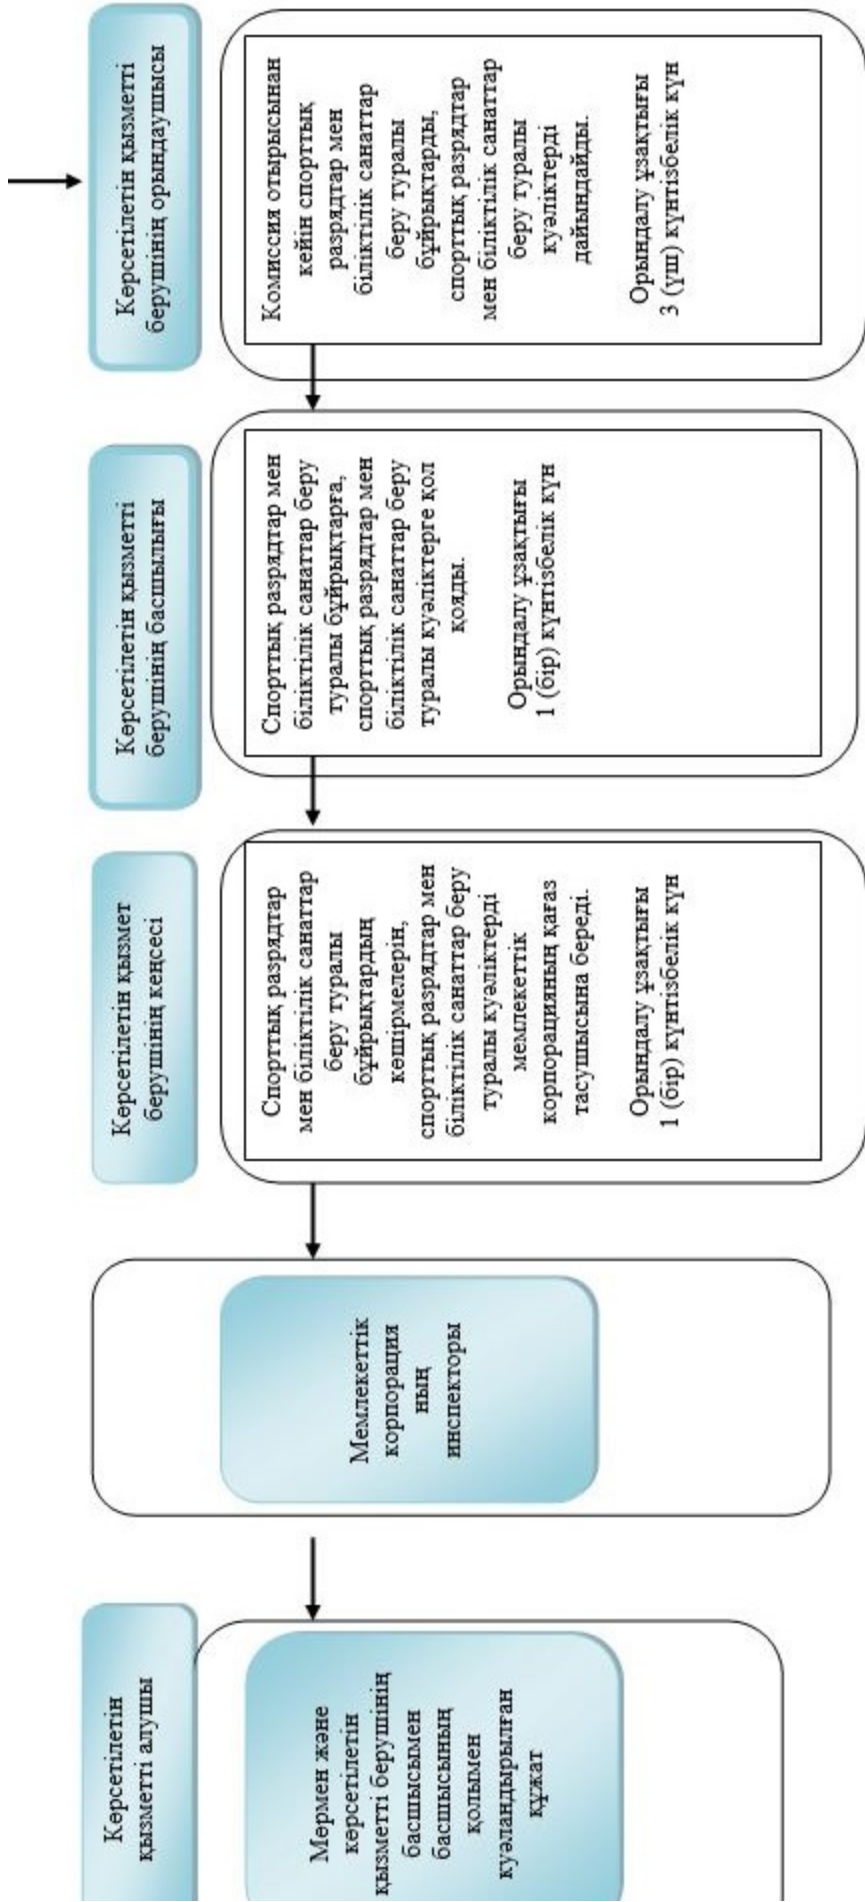 Көрсетілетін қызметті
берушінің орындаушысы
Комиссия отырысынан
кейін спорттық
разрядтар мен
біліктілік санаттар
беру туралы
бұйрықтарды,
спорттық разрядтар
мен біліктілік санаттар
беру туралы
куәліктерді
дайындайды.
Орындалу ұзақтығы
3 (үш) күнтізбелік күн
Көрсетілетін қызметті
берушінің басшылығы
Спорттық разрядтар мен
біліктілік санаттар беру
туралы бұйрықтарға,
спорттық разрядтар мен
біліктілік санаттар беру
туралы куәліктерге қол
қояды.
Орындалу ұзақтығы
1 (бір) күнтізбелік күн
Көрсетілетін қызмет
берушінің кеңсесі
Спорттық разрядтар
мен біліктілік санаттар
беру туралы
бұйрықтардың
көшірмелерін,
спорттық разрядтар мен
біліктілік санаттар беру
туралы куәліктерді
мемлекеттік
корпорацияның қағаз
тасушысына береді.
Орындалу ұзақтығы
1 (бір) күнтізбелік күн
Мемлекеттік
корпорация
ның
инспекторы
Көрсетілетін
қызметті алушы
Мөрмен және
көрсетілетін
қызметті берушінің
басшысымен
басшысының
қолымен
куәландырылған
құжат